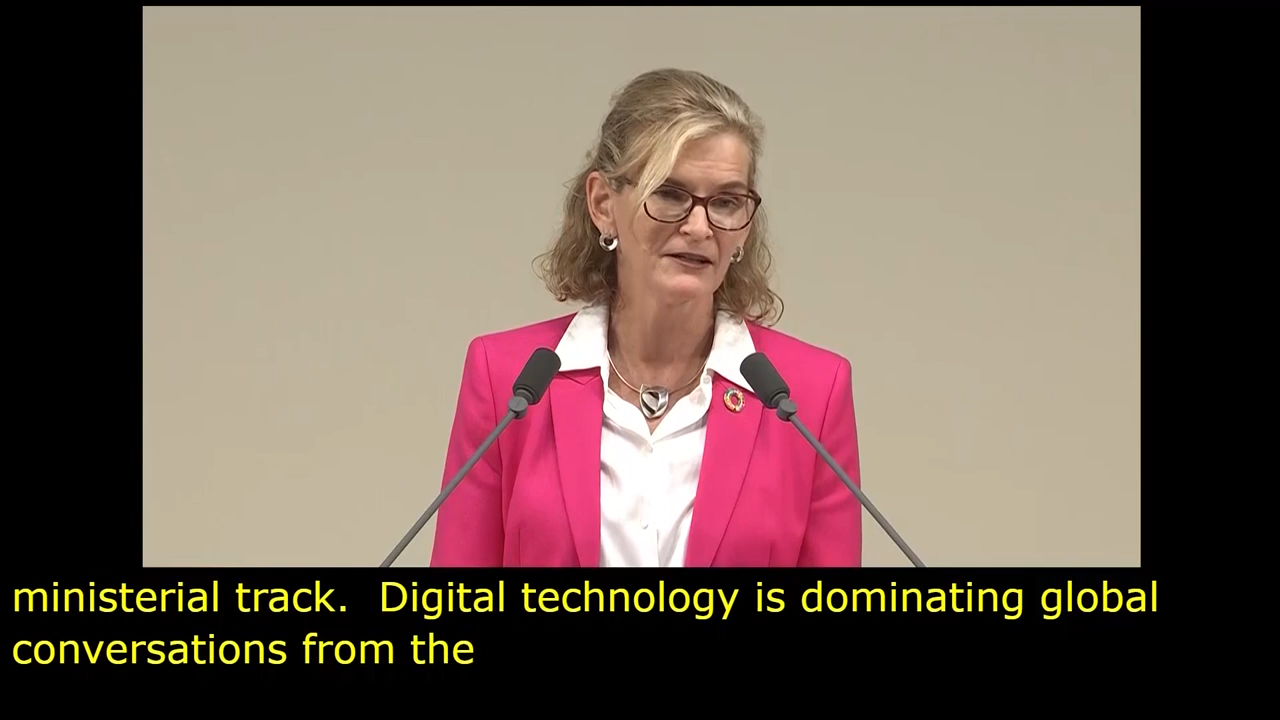 ministerial track.  Digital technology is dominating global
conversations from the